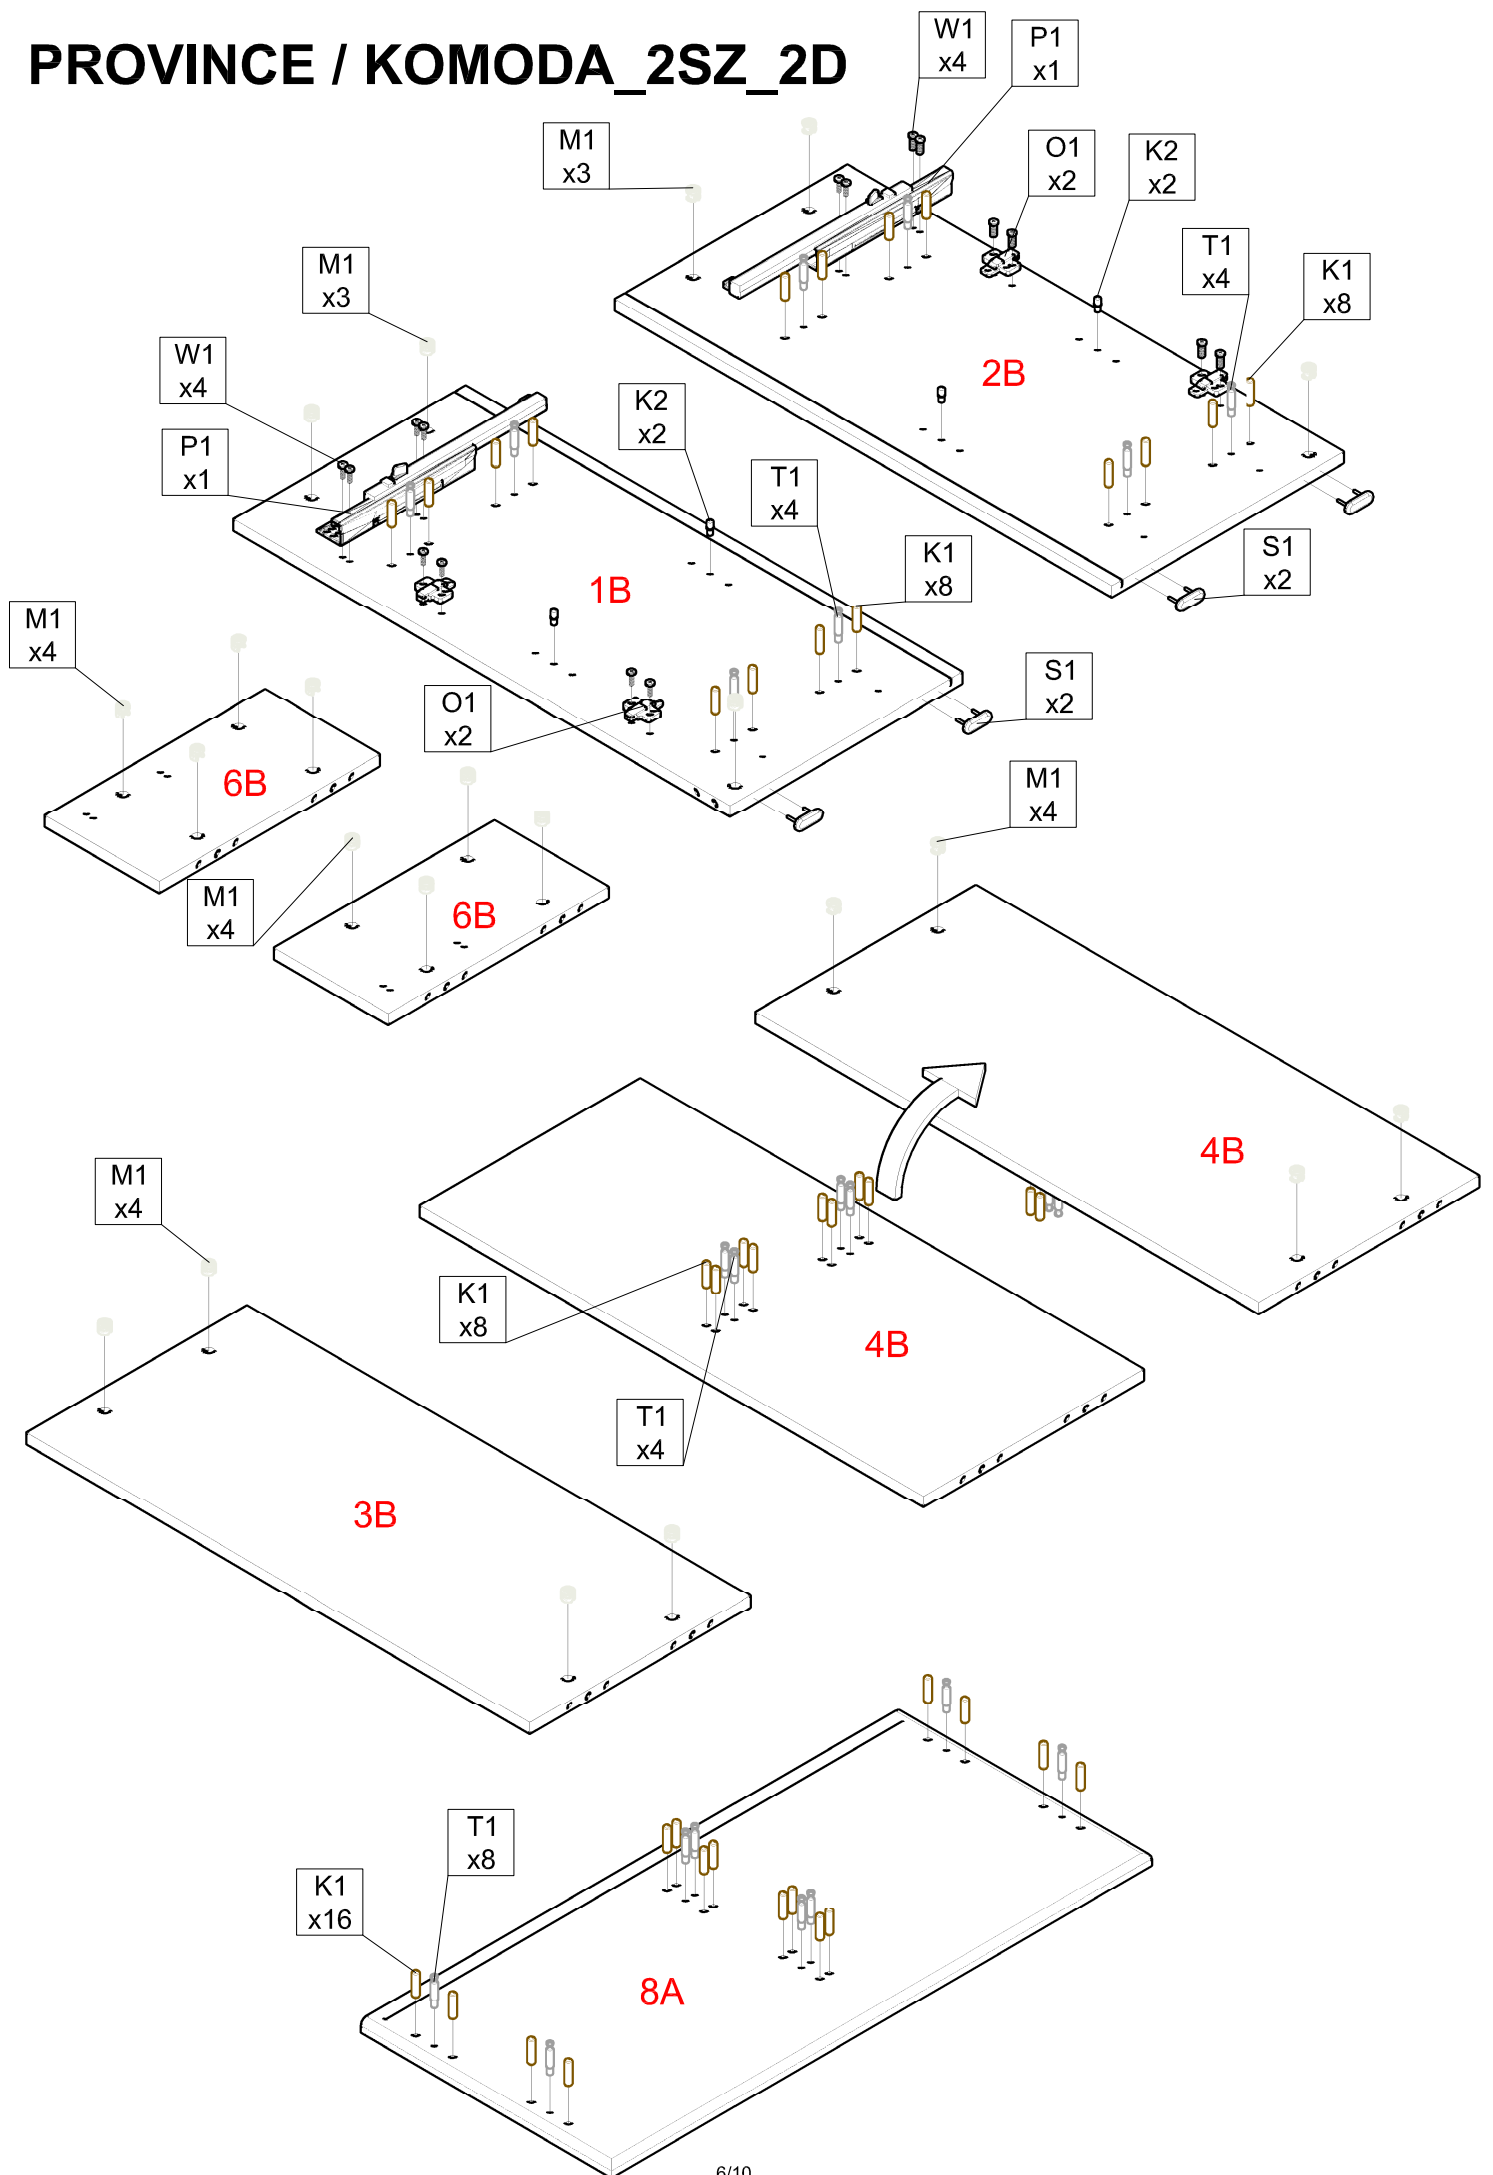 PROVINCE / KOMODA_2SZ_2D
W1
x4
P1
x1
M1
x3
O1
x2
K2
x2
T1
x4
K1
x8
2B
S1
x2
M1
x3
W1
x4
P1
x1
K2
x2
T1
x4
K1
x8
1B
O1
x2
S1
x2
M1
x4
6B
M1
x4
6B
M1
x4
4B
K1
x8
4B
T1
x4
M1
x4
3B
T1
x8
K1
x16
8A
6/10